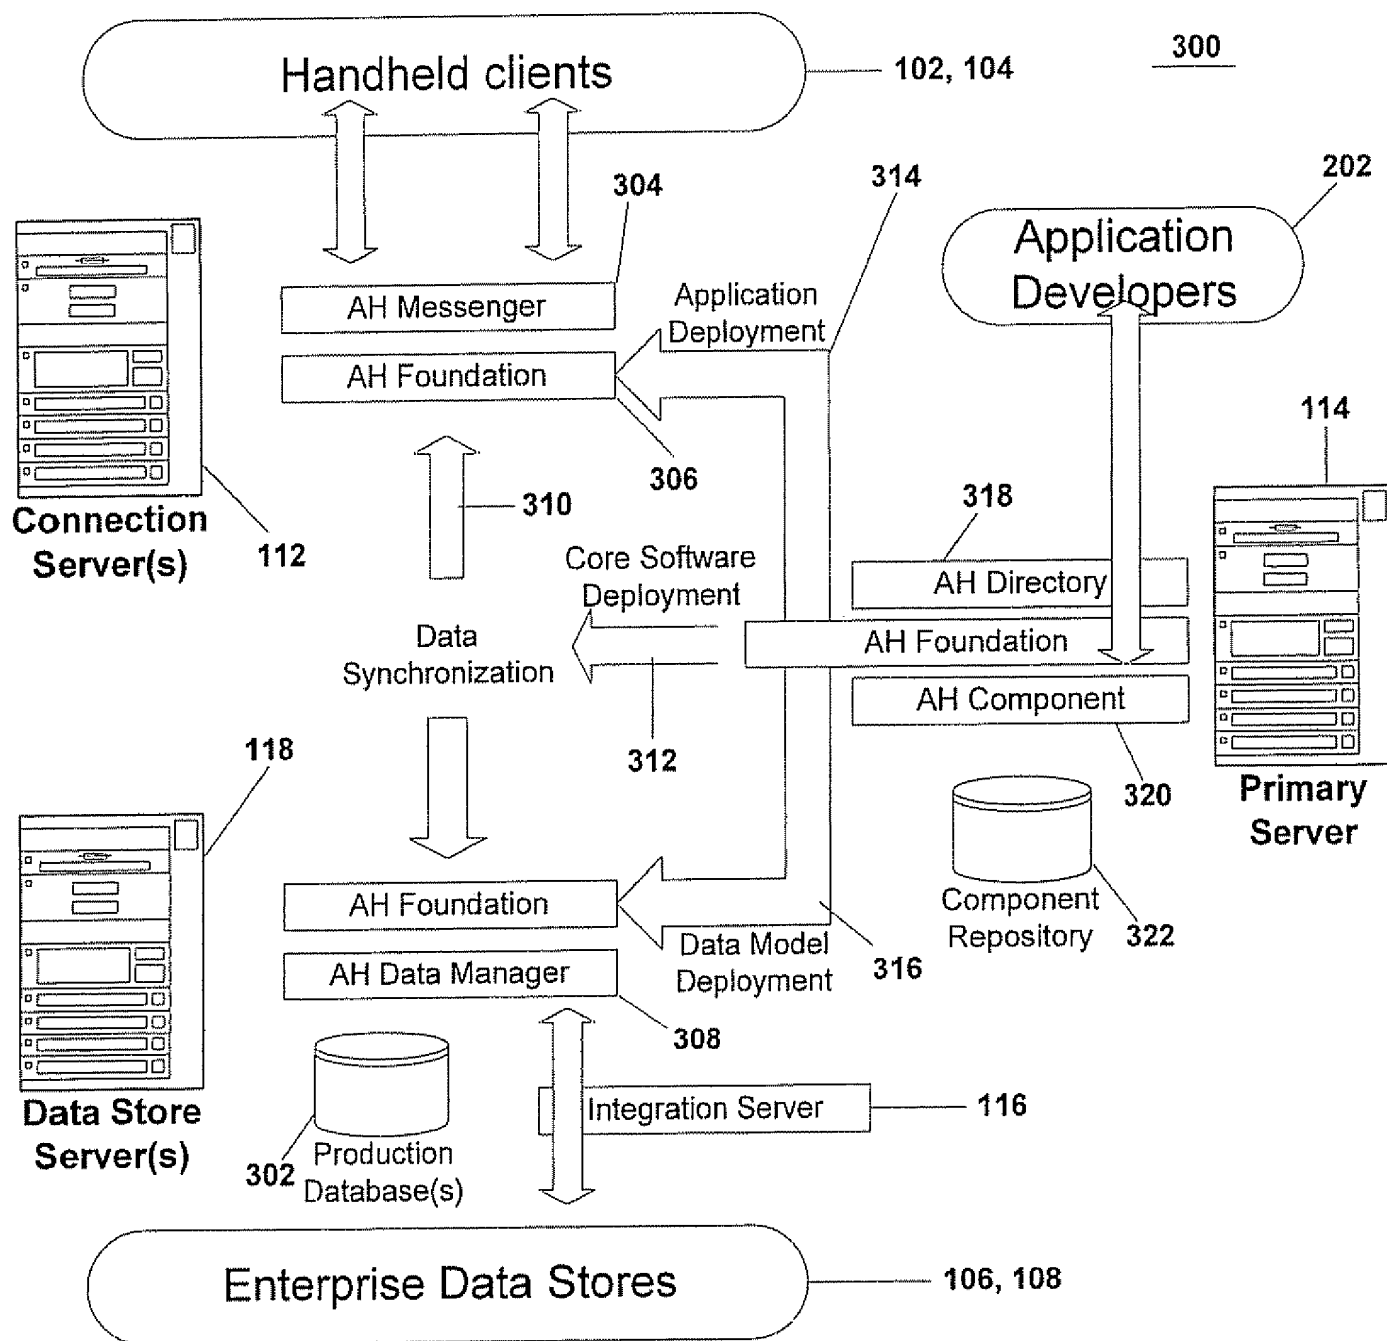 Handheld clients
102, 104
300
304
314
202
Application
Developers
AH Messenger
Application
Deployment
AH Foundation
306
114
310
318
Connection
Server(s)
112
Core Software
Deployment
AH Directory
Data
Synchronization
AH Foundation
AH Component
312
118
320
Primary
Server
AH Foundation
Component
Repository
322
Data Model
Deployment
316
AH Data Manager
308
Integration Server
116
Data Store
Server(s)
302
Production
Database(s)
Enterprise Data Stores
106, 108